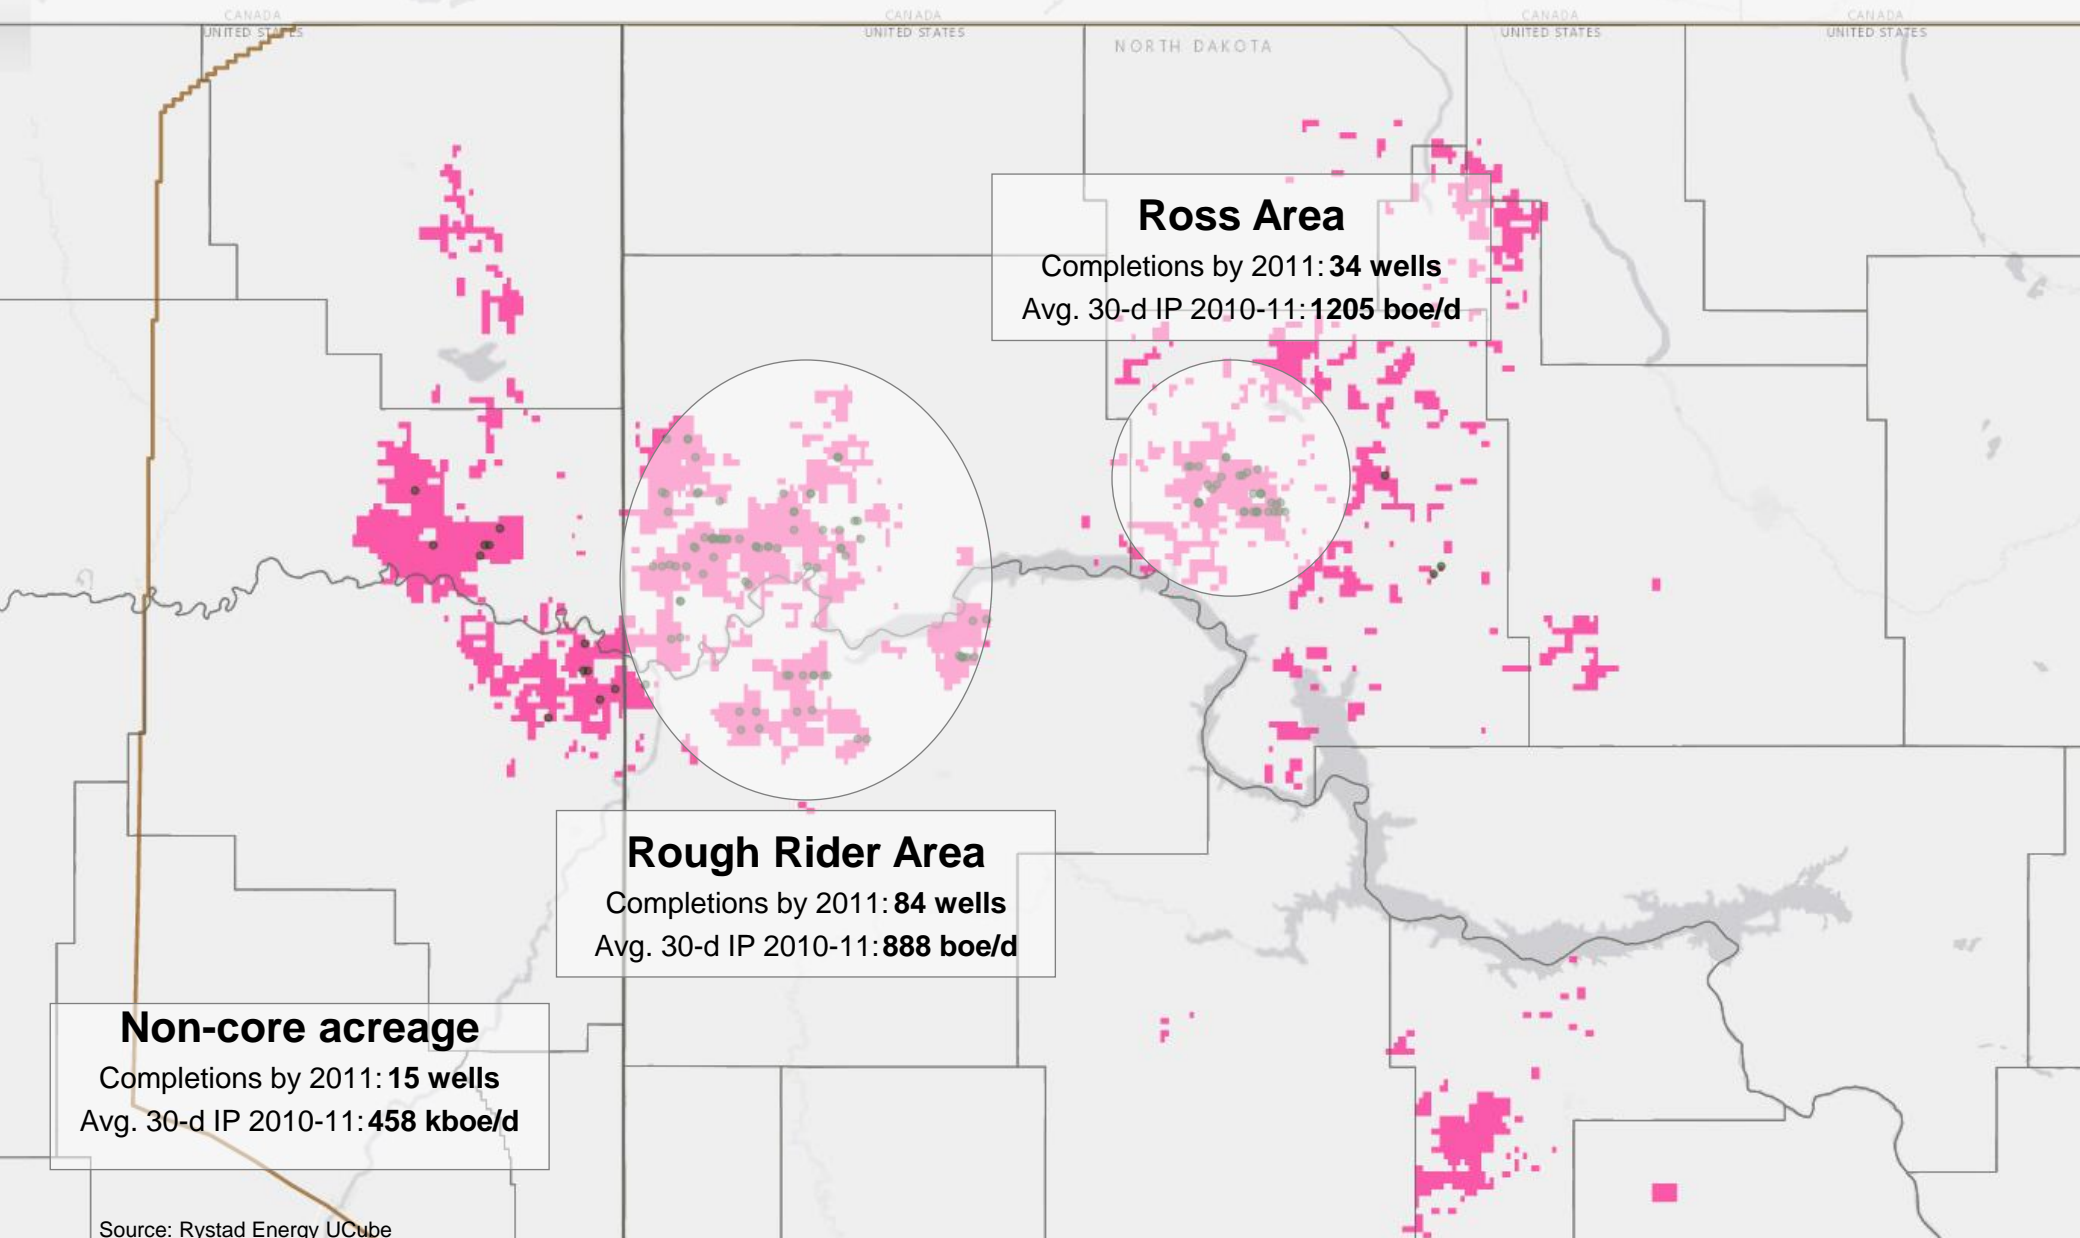 CANADA
UNITED STATES
CANADA
UNITED STATES
CANADA
UNITED STATES
CANADA
UNITED STATES
NORTH DAKOTA
Ross Area
Completions by 2011: 34 wells
Avg. 30-d IP 2010-11: 1205 boe/d
Rough Rider Area
Completions by 2011: 84 wells
Avg. 30-d IP 2010-11: 888 boe/d
Non-core acreage
Completions by 2011: 15 wells
Avg. 30-d IP 2010-11: 458 kboe/d
Source: Rystad Energy UCube